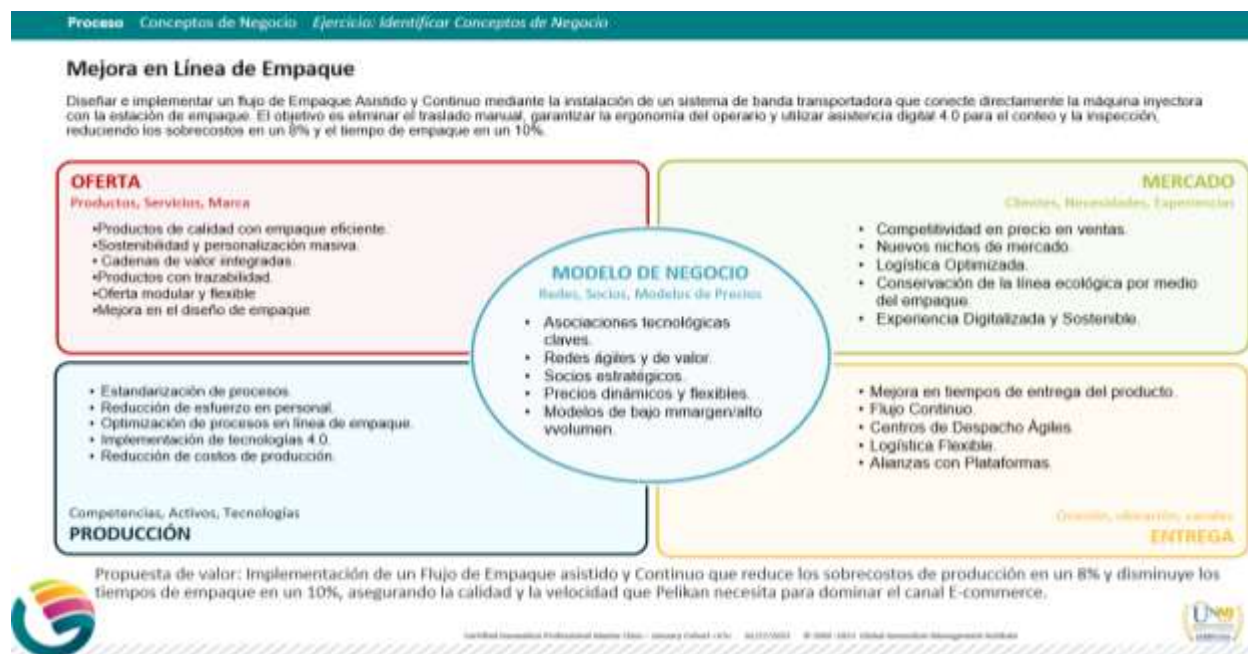 Proceso Conceptos de Negocio Ejercicio: Identificar Conceptos de Negocio
Mejora en Línea de Empaque
Diseñar e implementar un flujo de Empaque Asistido y Continuo mediante la instalación de un sistema de banda transportadora que conecte directamente la máquina inyectora
con la estación de empaque. El objetivo es eliminar el traslado manual, garantizar la ergonomía del operario y utilizar asistencia digital 4.0 para el conteo y la inspección,
reduciendo los sobrecostos en un 8% y el tiempo de empaque en un 10%.
OFERTA
Productos, Servicios, Marca
•Productos de calidad con empaque eficiente.
•Sostenibilidad y personalización masiva.
• Cadenas de valor integradas.
•Productos con trazabilidad.
•Oferta modular y flexible
•Mejora en el diseño de empaque
MERCADO
Clientes, Necesidades, Experiencias
• Competitividad en precio en ventas.
• Nuevos nichos de mercado.
• Logística Optimizada.
• Conservación de la línea ecológica por medio
del empaque.
• Experiencia Digitalizada y Sostenible.
MODELO DE NEGOCIO
Redes, Socios, Modelos de Precios
• Asociaciones tecnológicas
claves.
• Redes ágiles y de valor.
• Socios estratégicos.
• Precios dinámicos y flexibles.
• Modelos de bajo mmargen/alto
vvolumen.
• Estandarización de procesos.
• Reducción de esfuerzo en personal.
• Optimización de procesos en línea de empaque.
• Implementación de tecnologías 4.0.
• Reducción de costos de producción.
Competencias, Activos, Tecnologías
PRODUCCIÓN
• Mejora en tiempos de entrega del producto.
• Flujo Continuo.
• Centros de Despacho Ágiles.
• Logística Flexible.
• Alianzas con Plataformas.
ubicación, canales
ENTREGA
Propuesta de valor: Implementación de un Flujo de Empaque asistido y Continuo que reduce los sobrecostos de producción en un 8% y disminuye los
tiempos de empaque en un 10%, asegurando la calidad y la velocidad que Pelikan necesita para dominar el canal E-commerce.